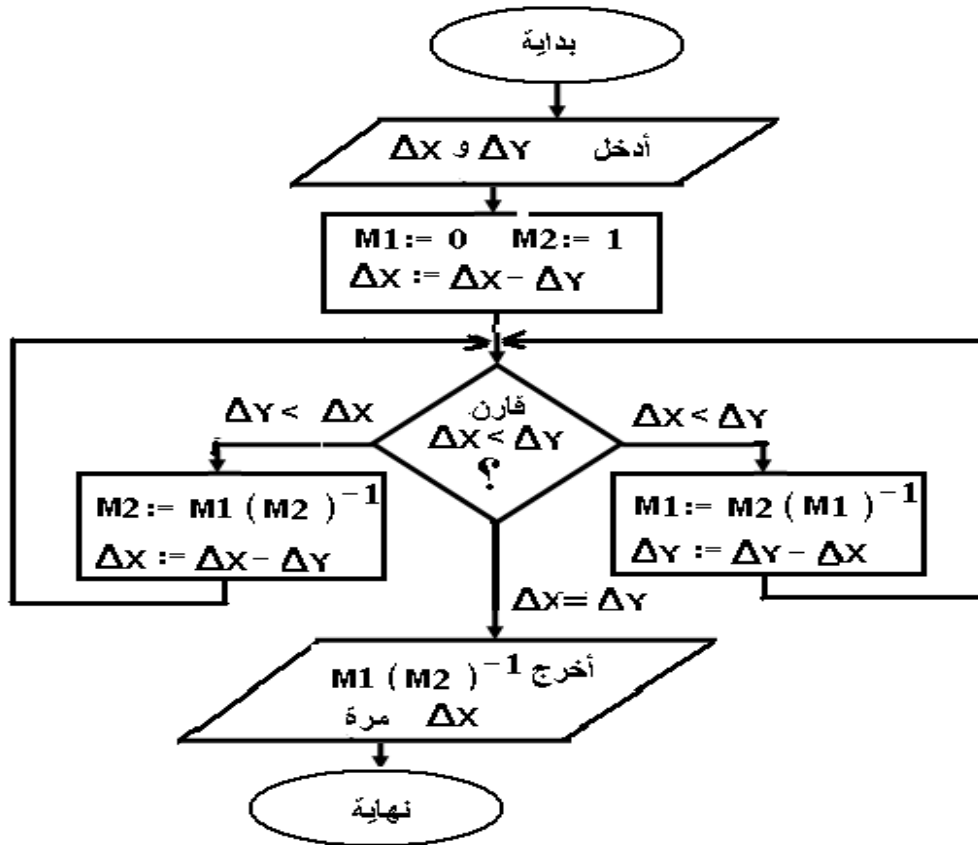 بداية
أدخل ΔX و ΔY
M1:= 0 M2:= 1
ΔX := ΔX - ΔY
قارن
ΔX < ΔY
؟
ΔY < ΔX
ΔX < ΔY
M2:= M1 ( M2 )⁻¹
ΔX := ΔX - ΔY
M1:= M2 ( M1 )⁻¹
ΔY := ΔY - ΔX
ΔX= ΔY
أخرج M1 ( M2 )⁻¹
ΔX مرة
نهاية